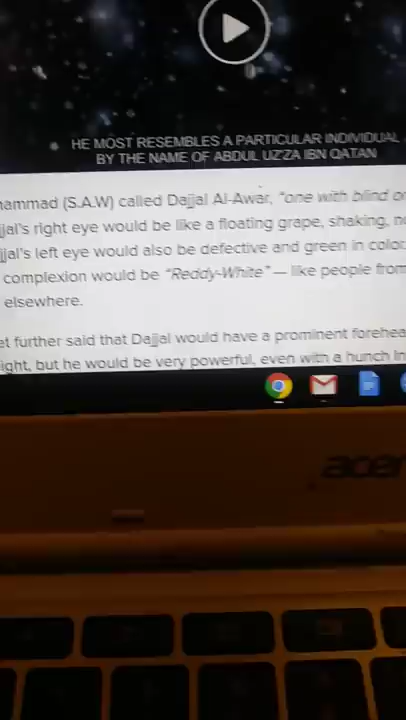 HE MOST RESEMBLES A PARTICULAR INDIVIDUAL
BY THE NAME OF ABDUL UZ'ZA IBN QATAN
ammad (S.A.W) called Dajjal Al-Awar, "one with blind or
jjal's right eye would be like a floating grape, shaking, no
jjal's left eye would also be defective and green in color.
complexion would be "Reddy-White" — like people from
elsewhere.
et further said that Dajjal would have a prominent forehea
ight, but he would be very powerful, even with a hunch in
acer